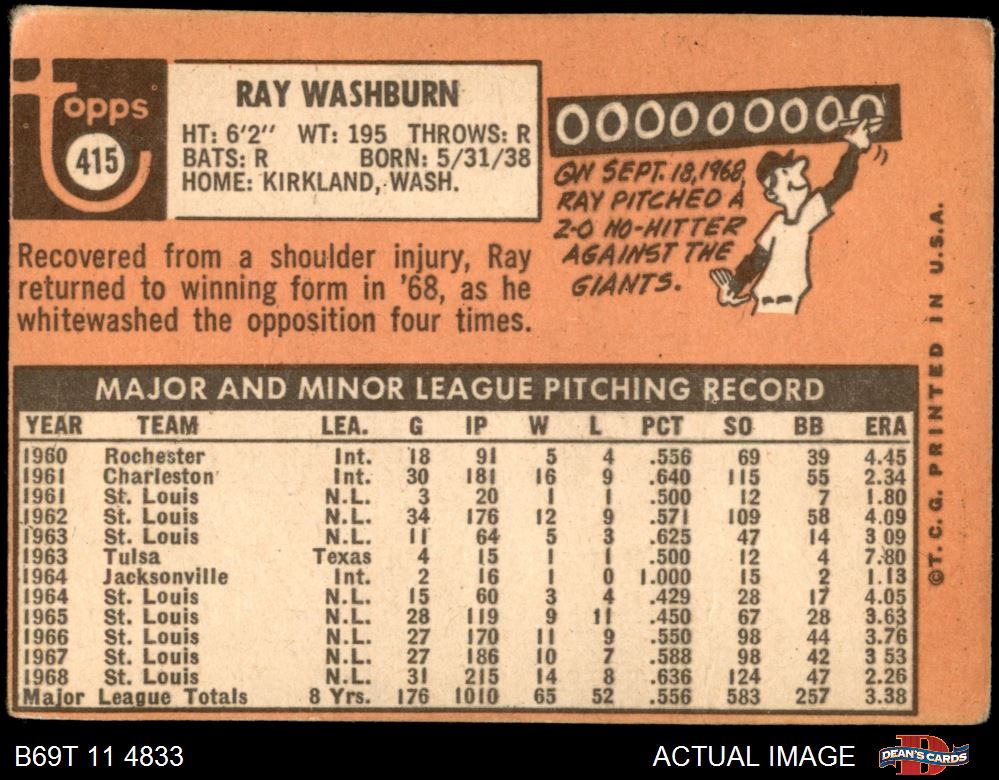 Topps
415
RAY WASHBURN
HT: 6'2" WT: 195 THROWS: R
BATS: R BORN: 5/31/38
HOME: KIRKLAND, WASH.
000000000
ON SEPT. 18, 1968,
RAY PITCHED A
2-0 NO-HITTER
AGAINST THE
GIANTS.
Recovered from a shoulder injury, Ray
returned to winning form in '68, as he
whitewashed the opposition four times.
MAJOR AND MINOR LEAGUE PITCHING RECORD
YEAR TEAM LEA. G IP W L PCT SO BB ERA
1960 Rochester Int. 18 91 5 4 .556 69 39 4.45
1961 Charleston Int. 30 181 16 9 .640 115 55 2.34
1961 St. Louis N.L. 3 20 1 1 .500 12 7 1.80
1962 St. Louis N.L. 34 176 12 9 .571 109 58 4.09
1963 St. Louis N.L. 11 64 5 3 .625 47 14 3.09
1963 Tulsa Texas 4 15 1 1 .500 12 4 7.80
1964 Jacksonville Int. 2 16 1 0 1.000 15 2 1.13
1964 St. Louis N.L. 15 60 3 4 .429 28 17 4.05
1965 St. Louis N.L. 28 119 9 11 .450 67 28 3.63
1966 St. Louis N.L. 27 170 11 9 .550 98 44 3.76
1967 St. Louis N.L. 27 186 10 7 .588 98 42 3.53
1968 St. Louis N.L. 31 215 14 8 .636 124 47 2.26
Major League Totals 8 Yrs. 176 1010 65 52 .556 583 257 3.38
©T. C. G. PRINTED IN U.S.A.
B69T 11 4833
ACTUAL IMAGE
DEAN'S CARDS